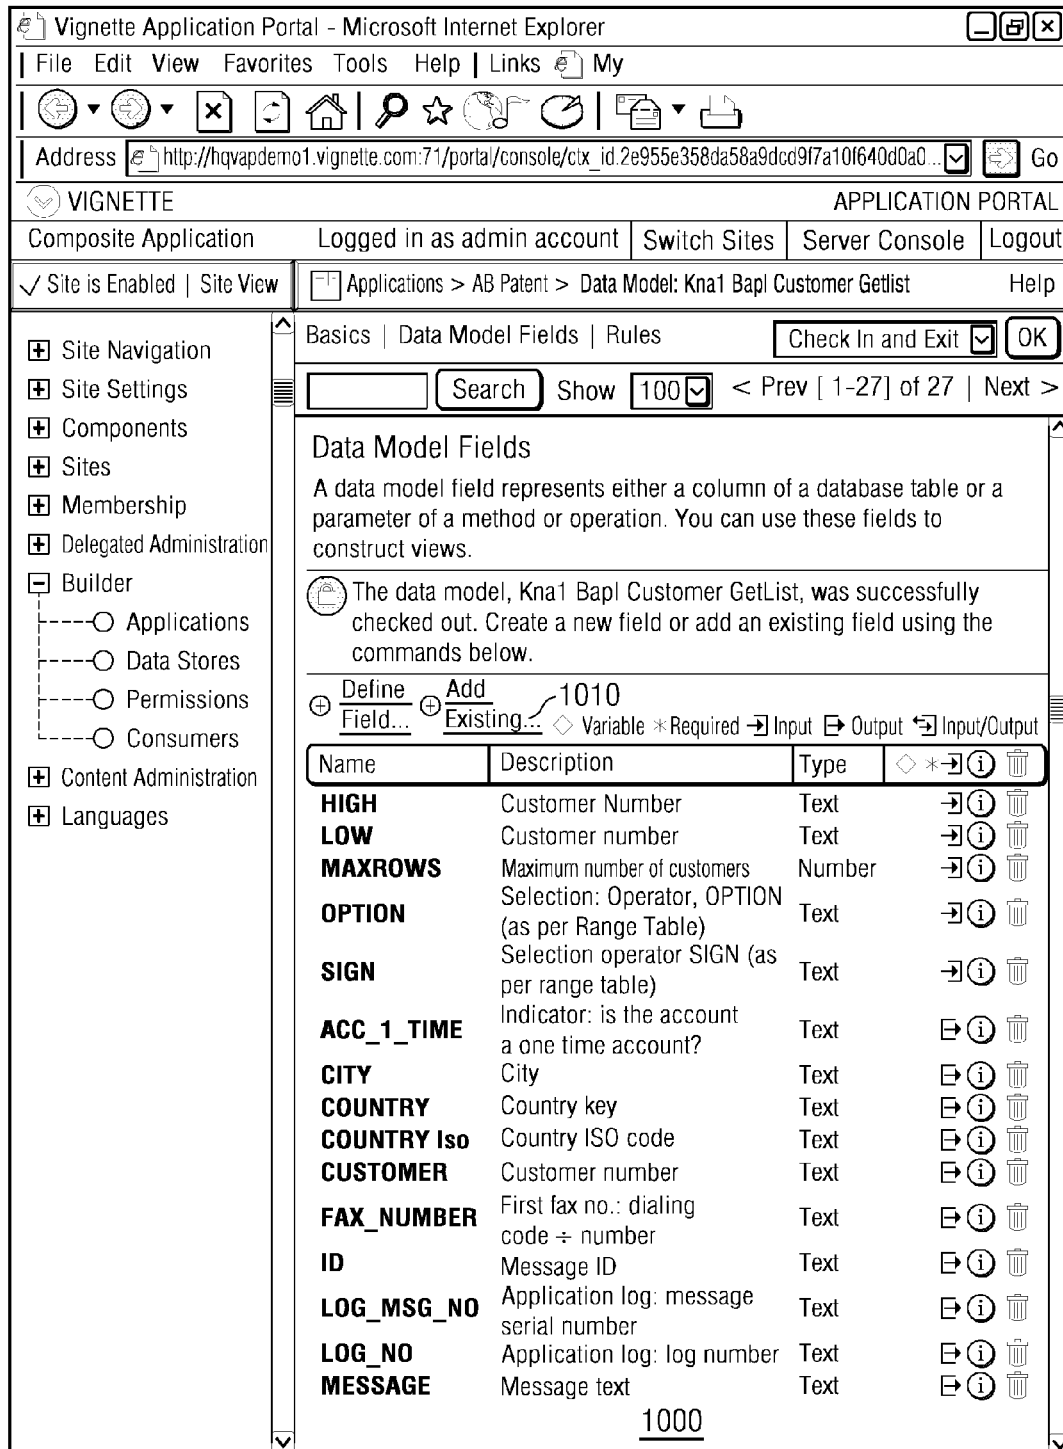 Vignette Application Portal - Microsoft Internet Explorer
File Edit View Favorites Tools Help | Links My
Address http://hqvapdemo1.vignette.com:71/portal/console/ctx_id.2e955e358da58a9dcd9f7a10f640d0a0... Go
VIGNETTE APPLICATION PORTAL
Composite Application Logged in as admin account | Switch Sites | Server Console | Logout
✓ Site is Enabled | Site View Applications > AB Patent > Data Model: Kna1 Bapl Customer Getlist Help
Site Navigation
Site Settings
Components
Sites
Membership
Delegated Administration
Builder
Applications
Data Stores
Permissions
Consumers
Content Administration
Languages
Basics | Data Model Fields | Rules Check In and Exit OK
Search Show 100 < Prev [ 1-27] of 27 | Next >
Data Model Fields
A data model field represents either a column of a database table or a
parameter of a method or operation. You can use these fields to
construct views.
The data model, Kna1 Bapl Customer GetList, was successfully
checked out. Create a new field or add an existing field using the
commands below.
Define Field... Add Existing... 1010
◇ Variable *Required Input Output Input/Output
Name Description Type ◇ * i
HIGH Customer Number Text i
LOW Customer number Text i
MAXROWS Maximum number of customers Number i
OPTION Selection: Operator, OPTION
(as per Range Table) Text i
SIGN Selection operator SIGN (as
per range table) Text i
ACC_1_TIME Indicator: is the account
a one time account? Text i
CITY City Text i
COUNTRY Country key Text i
COUNTRY Iso Country ISO code Text i
CUSTOMER Customer number Text i
FAX_NUMBER First fax no.: dialing
code ÷ number Text i
ID Message ID Text i
LOG_MSG_NO Application log: message
serial number Text i
LOG_NO Application log: log number Text i
MESSAGE Message text Text i
1000